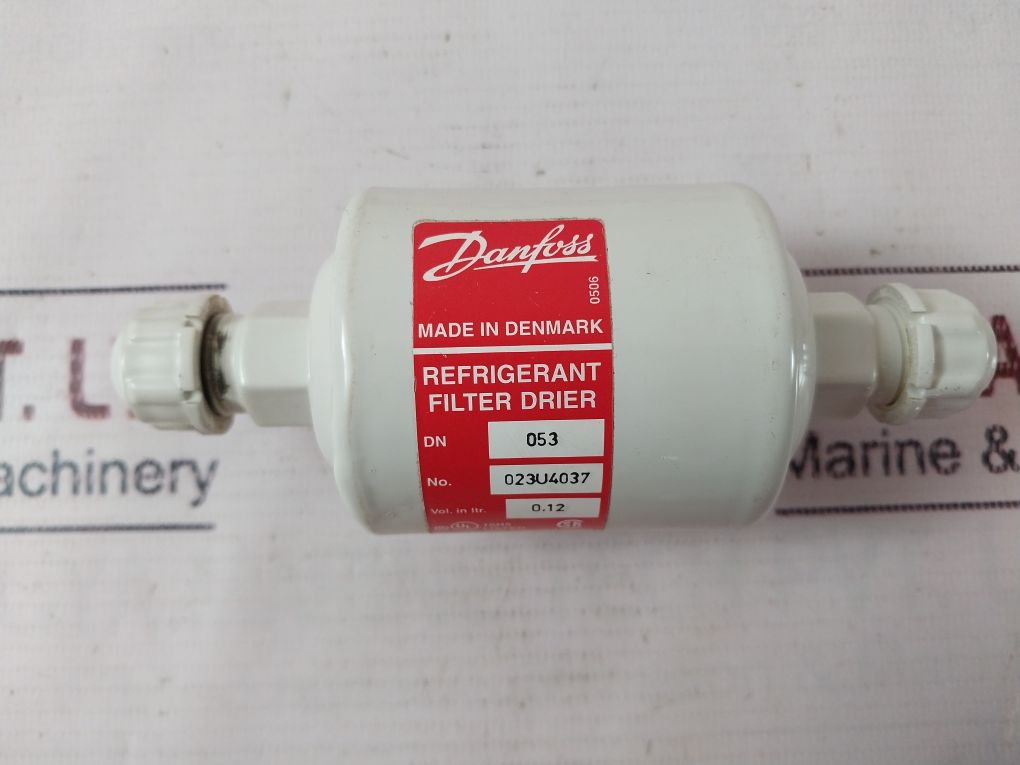 Danfoss
0506
MADE IN DENMARK
REFRIGERANT
FILTER DRIER
DN 053
No. 023U4037
Vol. in ltr. 0.12
UL
T. L
achinery
Marine &